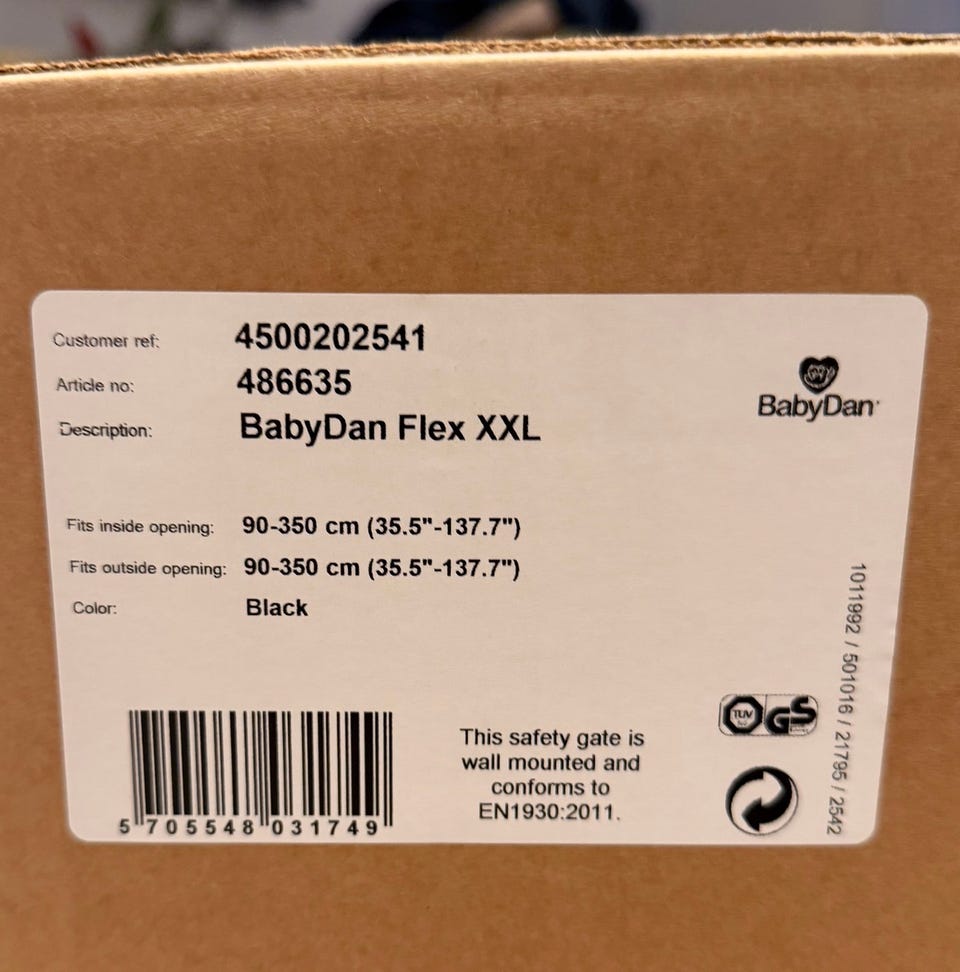 Customer ref: 4500202541
Article no: 486635
Description: BabyDan Flex XXL
BabyDan
Fits inside opening: 90-350 cm (35.5"-137.7")
Fits outside opening: 90-350 cm (35.5"-137.7")
Color: Black
5 705548 031749
This safety gate is
wall mounted and
conforms to
EN1930:2011.
TÜV
GS
1011992 / 501016 / 21795 / 2542